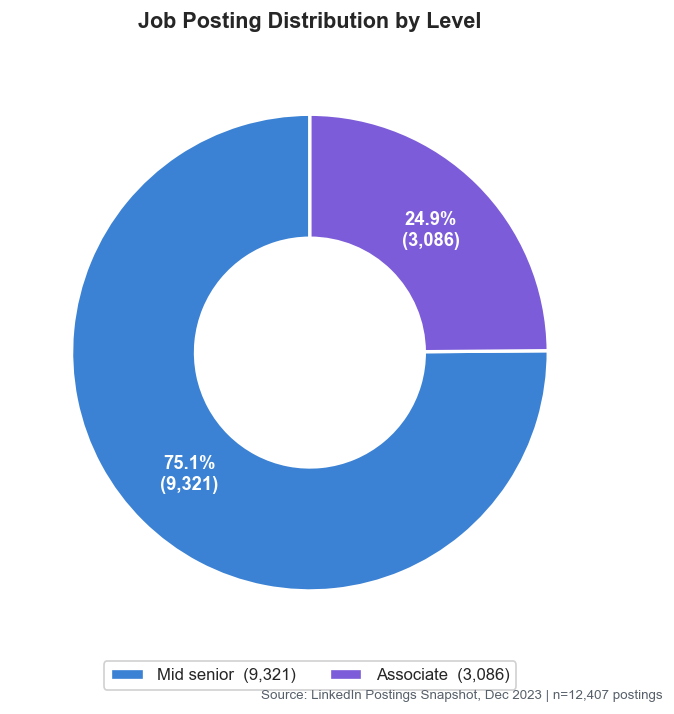 Job Posting Distribution by Level
24.9%
(3,086)
75.1%
(9,321)
Mid senior (9,321)
Associate (3,086)
Source: LinkedIn Postings Snapshot, Dec 2023 | n=12,407 postings